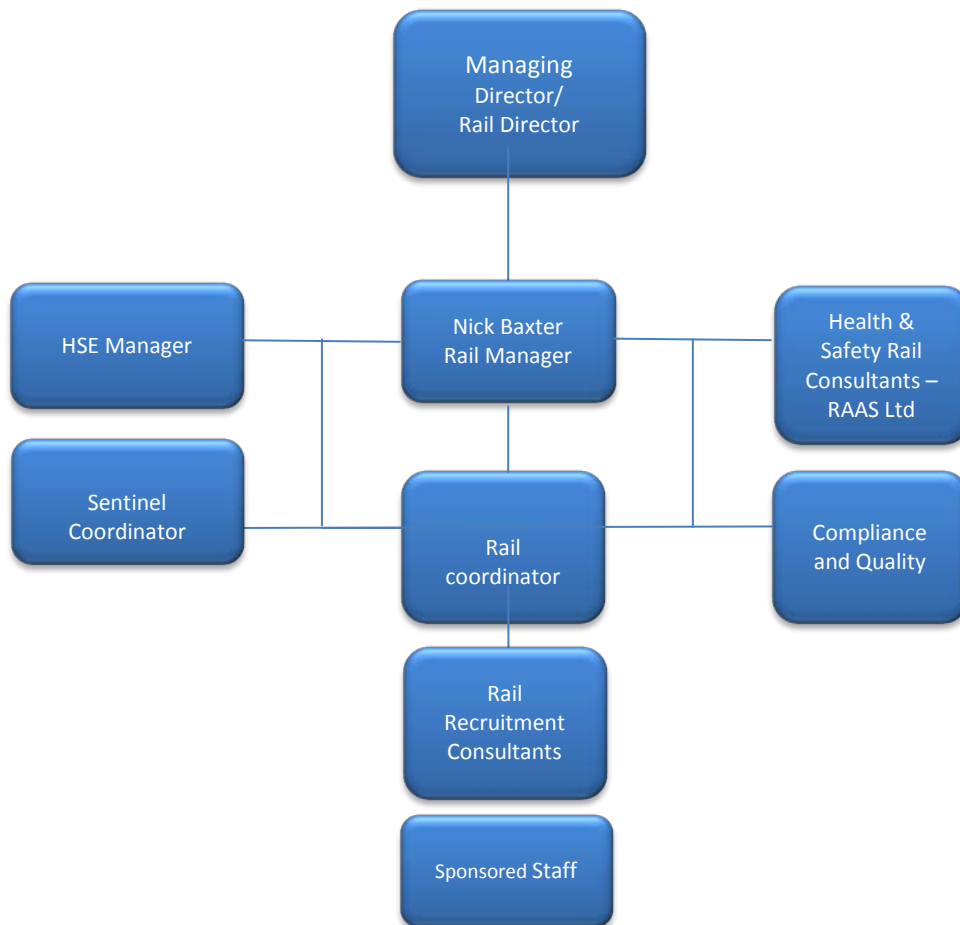 Managing
Director/
Rail Director
HSE Manager
Nick Baxter
Rail Manager
Health &
Safety Rail
Consultants –
RAAS Ltd
Sentinel
Coordinator
Rail
coordinator
Compliance
and Quality
Rail
Recruitment
Consultants
Sponsored Staff